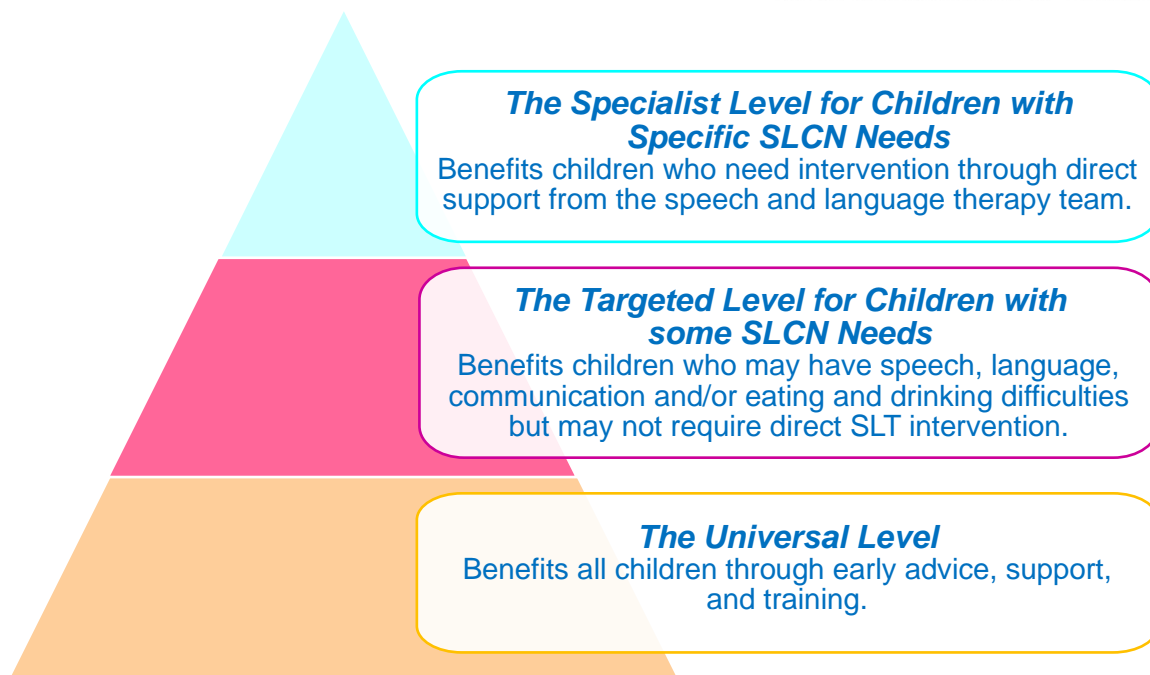 The Specialist Level for Children with
Specific SLCN Needs
Benefits children who need intervention through direct
support from the speech and language therapy team.
The Targeted Level for Children with
some SLCN Needs
Benefits children who may have speech, language,
communication and/or eating and drinking difficulties
but may not require direct SLT intervention.
The Universal Level
Benefits all children through early advice, support,
and training.